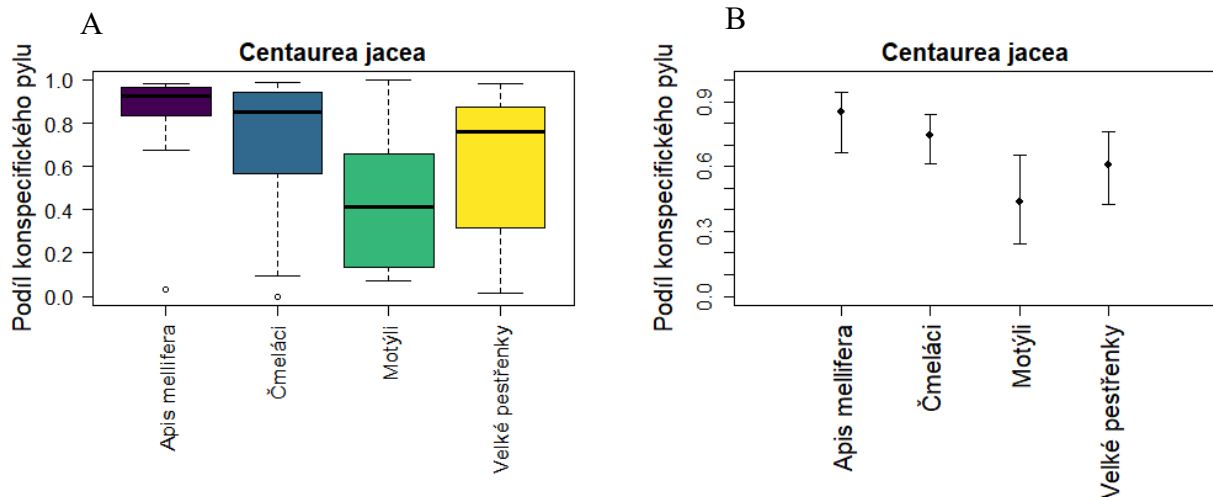 A
Centaurea jacea
Podíl konspecifického pylu
1.0
0.8
0.6
0.4
0.2
0.0
Apis mellifera
Čmeláci
Motýli
Velké pestřenky
B
Centaurea jacea
Podíl konspecifického pylu
0.9
0.6
0.3
0.0
Apis mellifera
Čmeláci
Motýli
Velké pestřenky